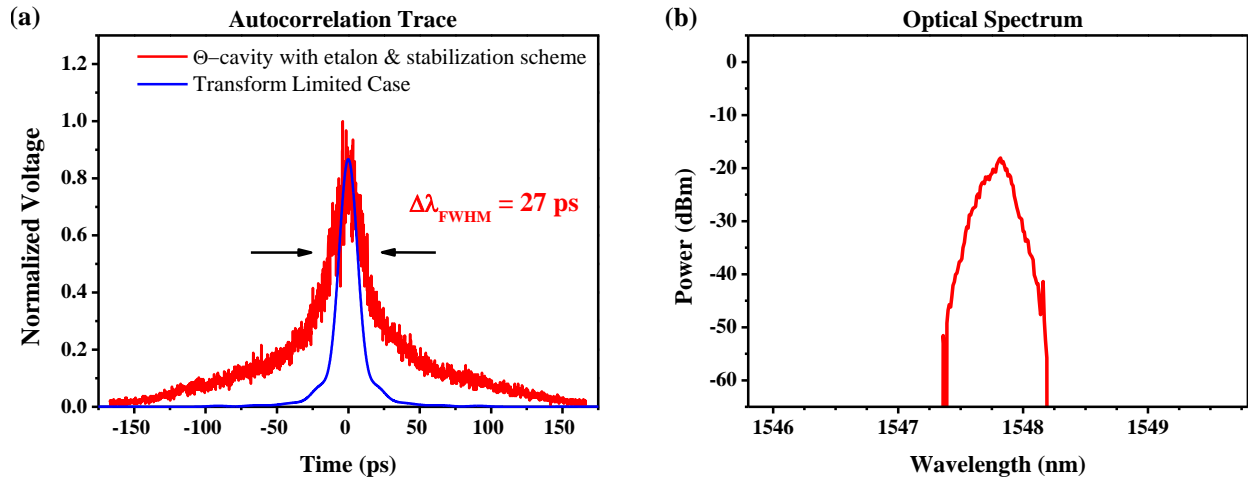 (a)
Autocorrelation Trace
Θ−cavity with etalon & stabilization scheme
Transform Limited Case
Δλ_FWHM = 27 ps
Normalized Voltage
1.2
1.0
0.8
0.6
0.4
0.2
0.0
-150 -100 -50 0 50 100 150
Time (ps)
(b)
Optical Spectrum
Power (dBm)
0
-10
-20
-30
-40
-50
-60
1546 1547 1548 1549
Wavelength (nm)